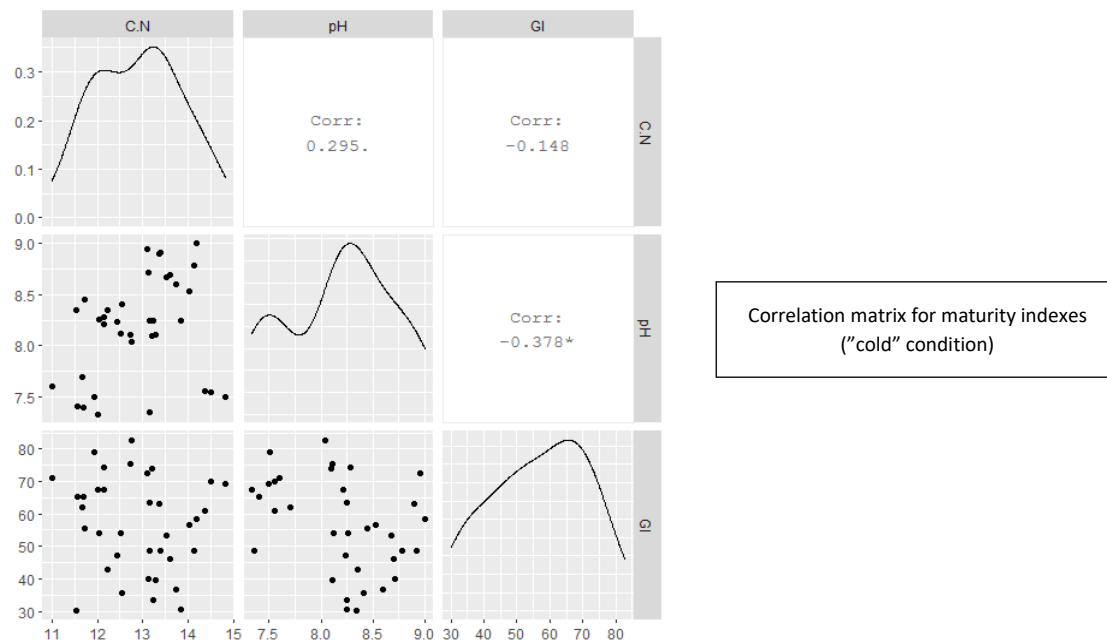 C.N pH GI
0.3
0.2
0.1
0.0
Corr:
0.295.
Corr:
-0.148
C.N
9.0
8.5
8.0
7.5
Corr:
-0.378*
pH
80
70
60
50
40
30
GI
11 12 13 14 15 7.5 8.0 8.5 9.0 30 40 50 60 70 80
Correlation matrix for maturity indexes
(”cold” condition)